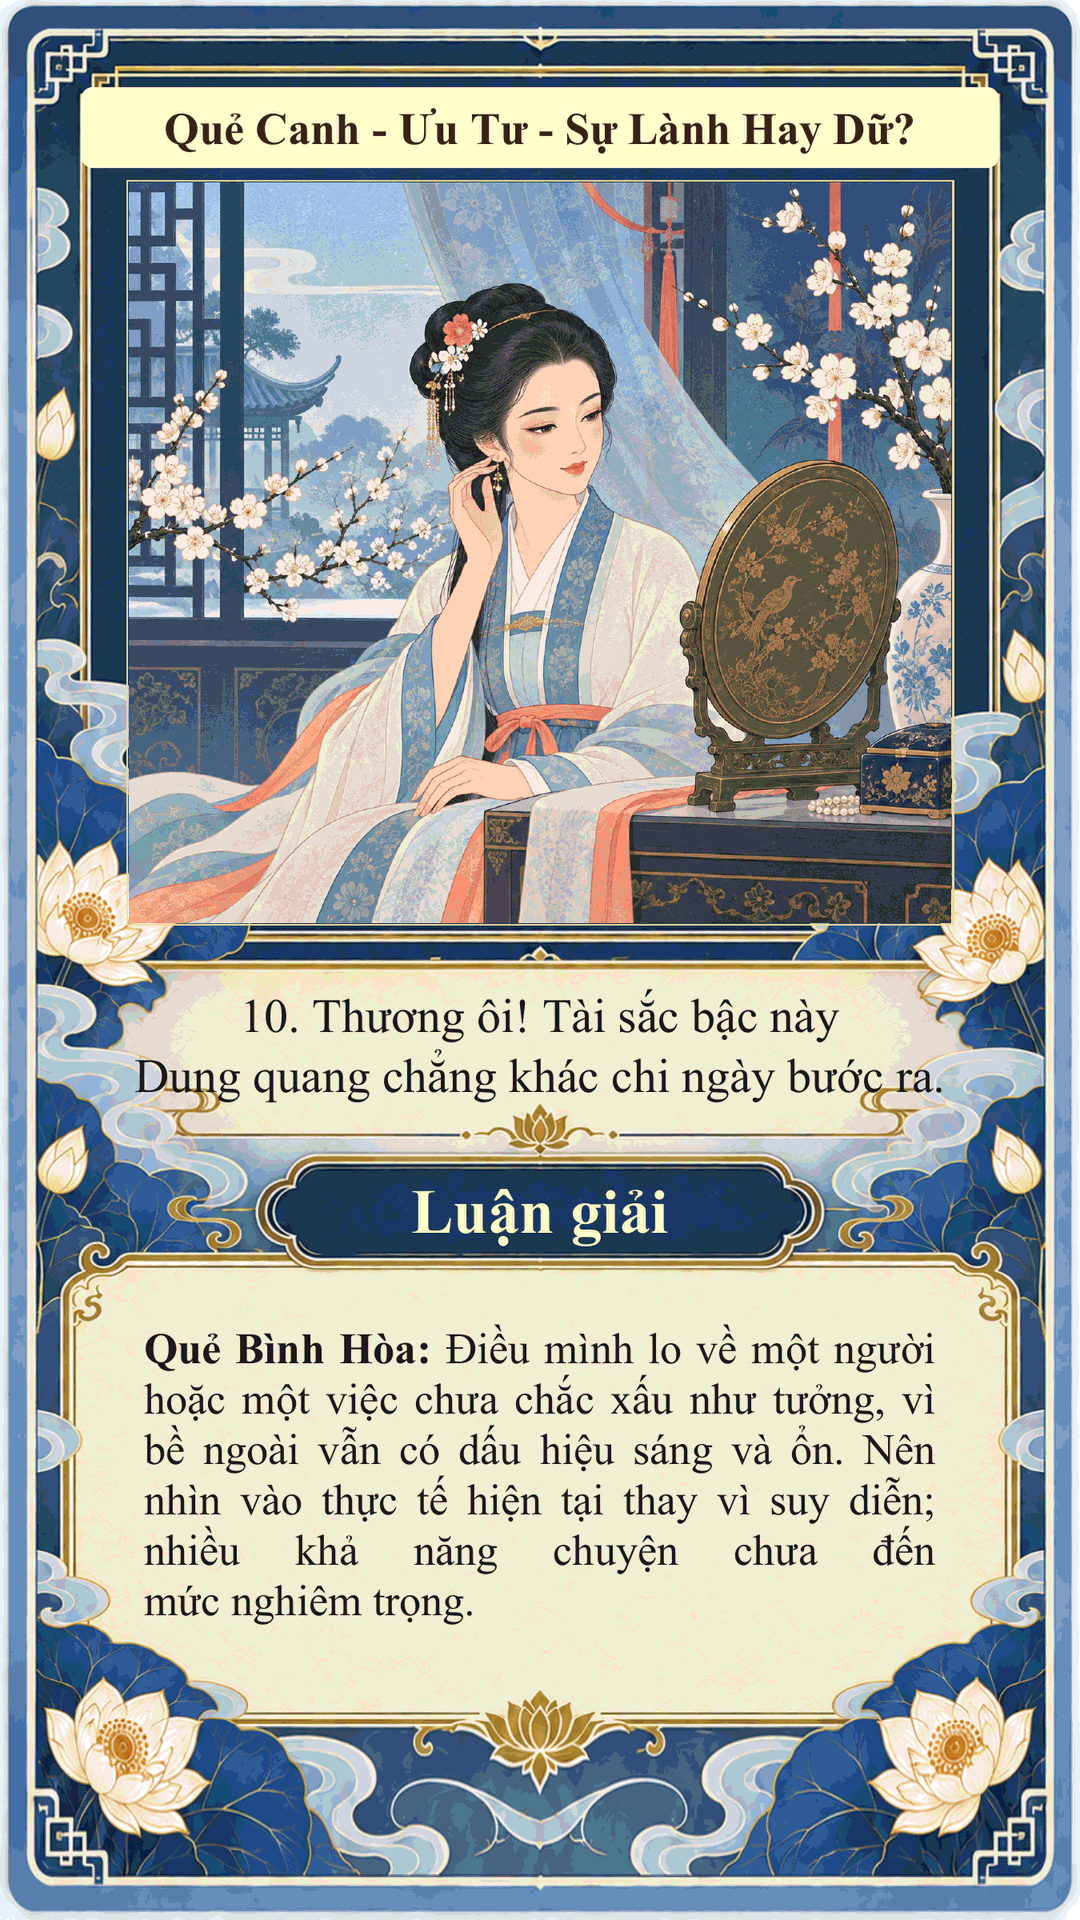 Quẻ Canh - Ưu Tư - Sự Lành Hay Dữ?
10. Thương ôi! Tài sắc bậc này
Dung quang chẳng khác chi ngày bước ra.
Luận giải
Quẻ Bình Hòa: Điều mình lo về một người
hoặc một việc chưa chắc xấu như tưởng, vì
bề ngoài vẫn có dấu hiệu sáng và ổn. Nên
nhìn vào thực tế hiện tại thay vì suy diễn;
nhiều khả năng chuyện chưa đến
mức nghiêm trọng.